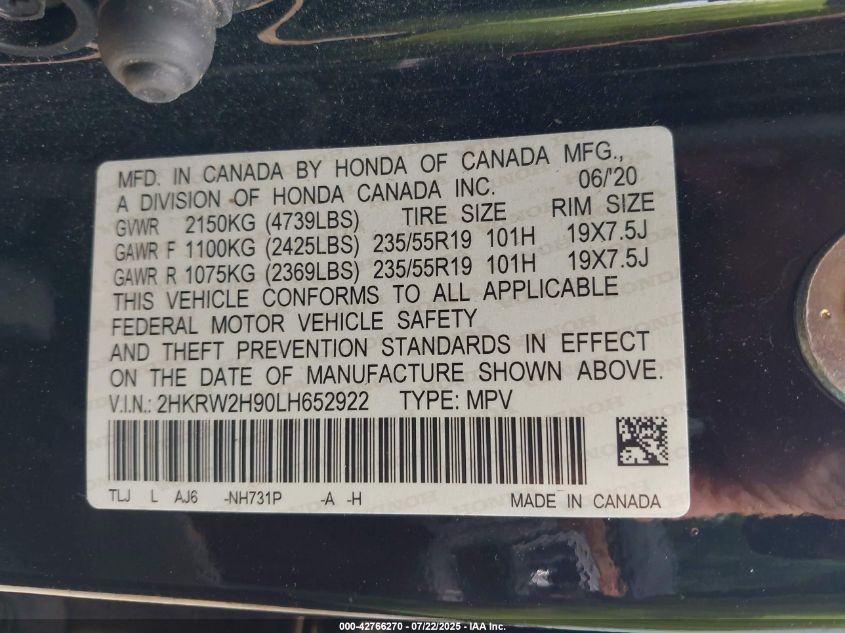 MFD. IN CANADA BY HONDA OF CANADA MFG.,
A DIVISION OF HONDA CANADA INC. 06/'20
GVWR 2150KG (4739LBS) TIRE SIZE RIM SIZE
GAWR F 1100KG (2425LBS) 235/55R19 101H 19X7.5J
GAWR R 1075KG (2369LBS) 235/55R19 101H 19X7.5J
THIS VEHICLE CONFORMS TO ALL APPLICABLE
FEDERAL MOTOR VEHICLE SAFETY
AND THEFT PREVENTION STANDARDS IN EFFECT
ON THE DATE OF MANUFACTURE SHOWN ABOVE.
V.I.N.: 2HKRW2H90LH652922 TYPE: MPV
TLJ L AJ6 -NH731P -A -H MADE IN CANADA
000-42766270 - 07/22/2025 - IAA Inc.